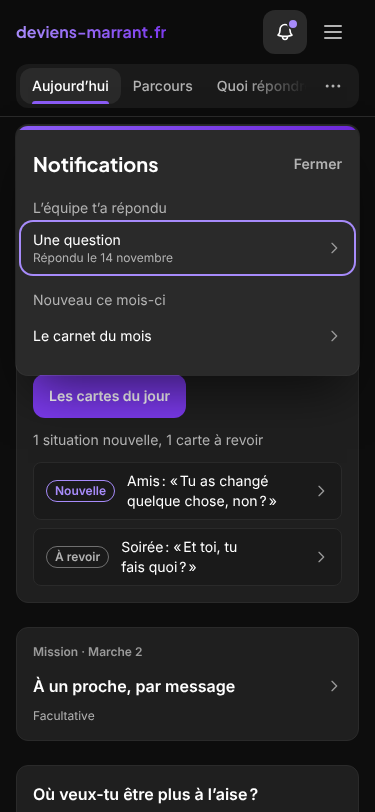 deviens-marrant.fr
Aujourd’hui
Parcours
Quoi répond
Notifications
Fermer
L’équipe t’a répondu
Une question
Répondu le 14 novembre
Nouveau ce mois-ci
Le carnet du mois
Les cartes du jour
1 situation nouvelle, 1 carte à revoir
Nouvelle
Amis : « Tu as changé
quelque chose, non ? »
À revoir
Soirée : « Et toi, tu
fais quoi ? »
Mission · Marche 2
À un proche, par message
Facultative
Où veux-tu être plus à l’aise ?